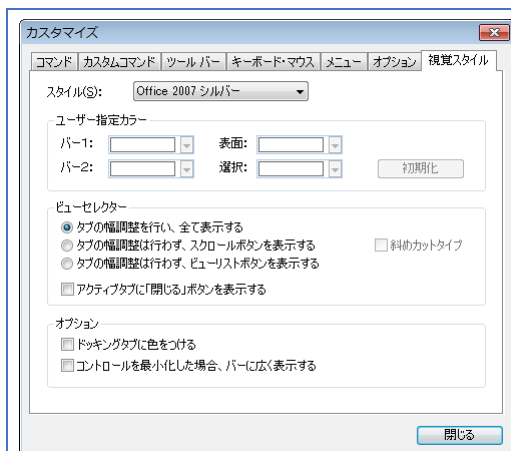 カスタマイズ
コマンド カスタムコマンド ツール バー キーボード・マウス メニュー オプション 視覚スタイル
スタイル(S): Office 2007 シルバー
ユーザー指定カラー
バー1: 表面:
バー2: 選択: 初期化
ビューセレクター
タブの幅調整を行い、全て表示する
タブの幅調整は行わず、スクロールボタンを表示する 斜めカットタイプ
タブの幅調整は行わず、ビューリストボタンを表示する
アクティブタブに「閉じる」ボタンを表示する
オプション
ドッキングタブに色をつける
コントロールを最小化した場合、バーに広く表示する
閉じる